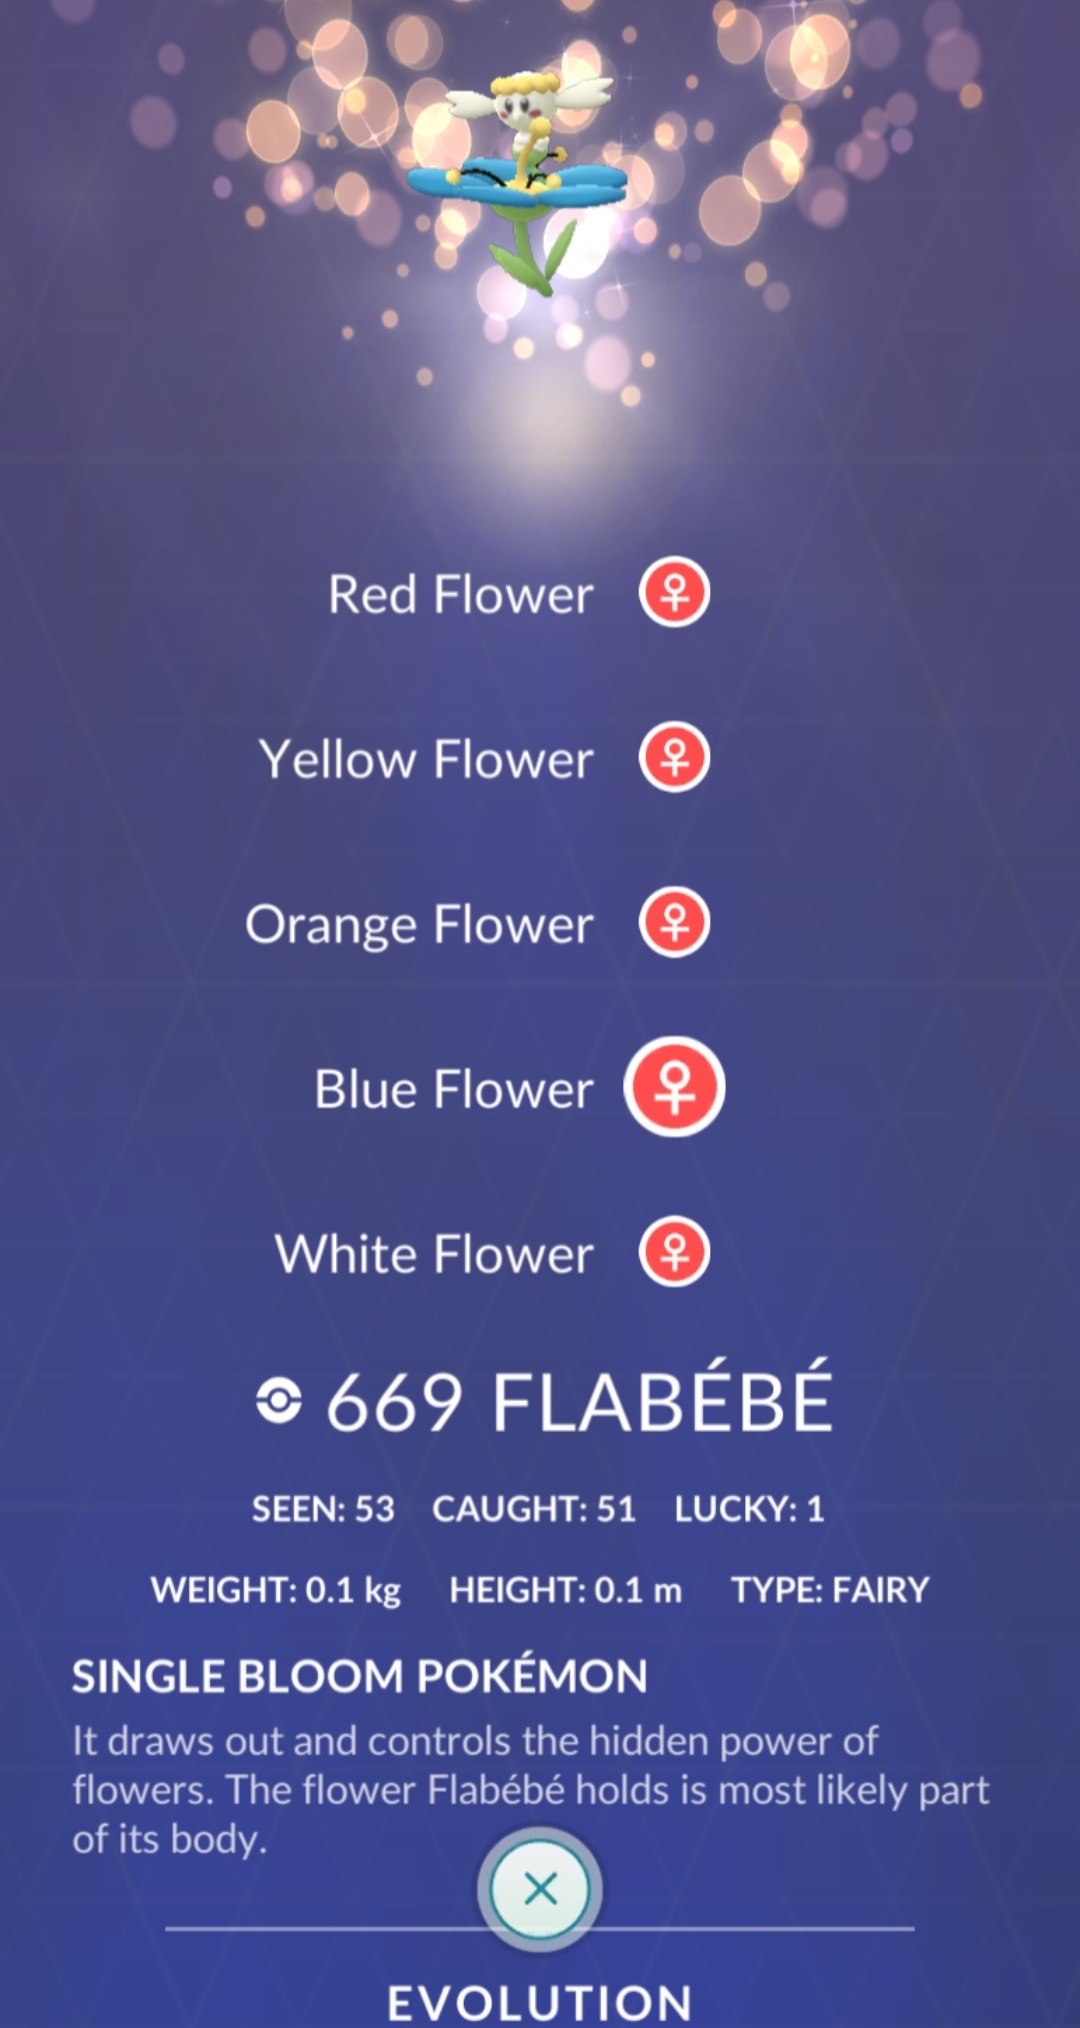 Red Flower
Yellow Flower
Orange Flower
Blue Flower
White Flower
669 FLABÉBÉ
SEEN: 53 CAUGHT: 51 LUCKY: 1
WEIGHT: 0.1 kg HEIGHT: 0.1 m TYPE: FAIRY
SINGLE BLOOM POKÉMON
It draws out and controls the hidden power of
flowers. The flower Flabébé holds is most likely part
of its body.
EVOLUTION